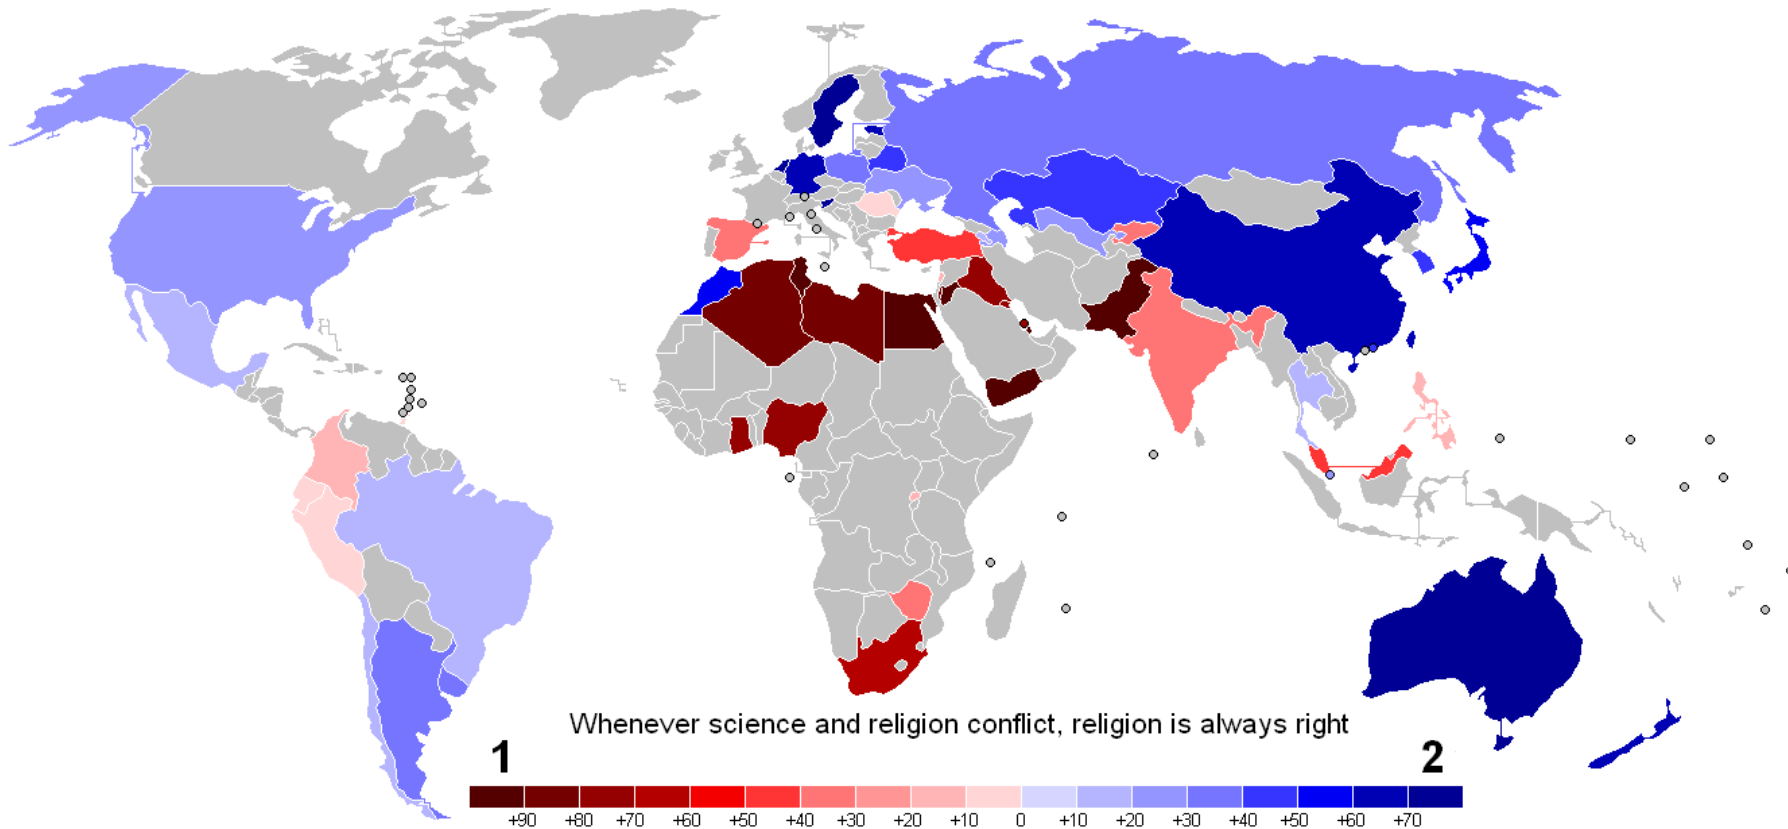 Whenever science and religion conflict, religion is always right
1 2
+90 +80 +70 +60 +50 +40 +30 +20 +10 0 +10 +20 +30 +40 +50 +60 +70